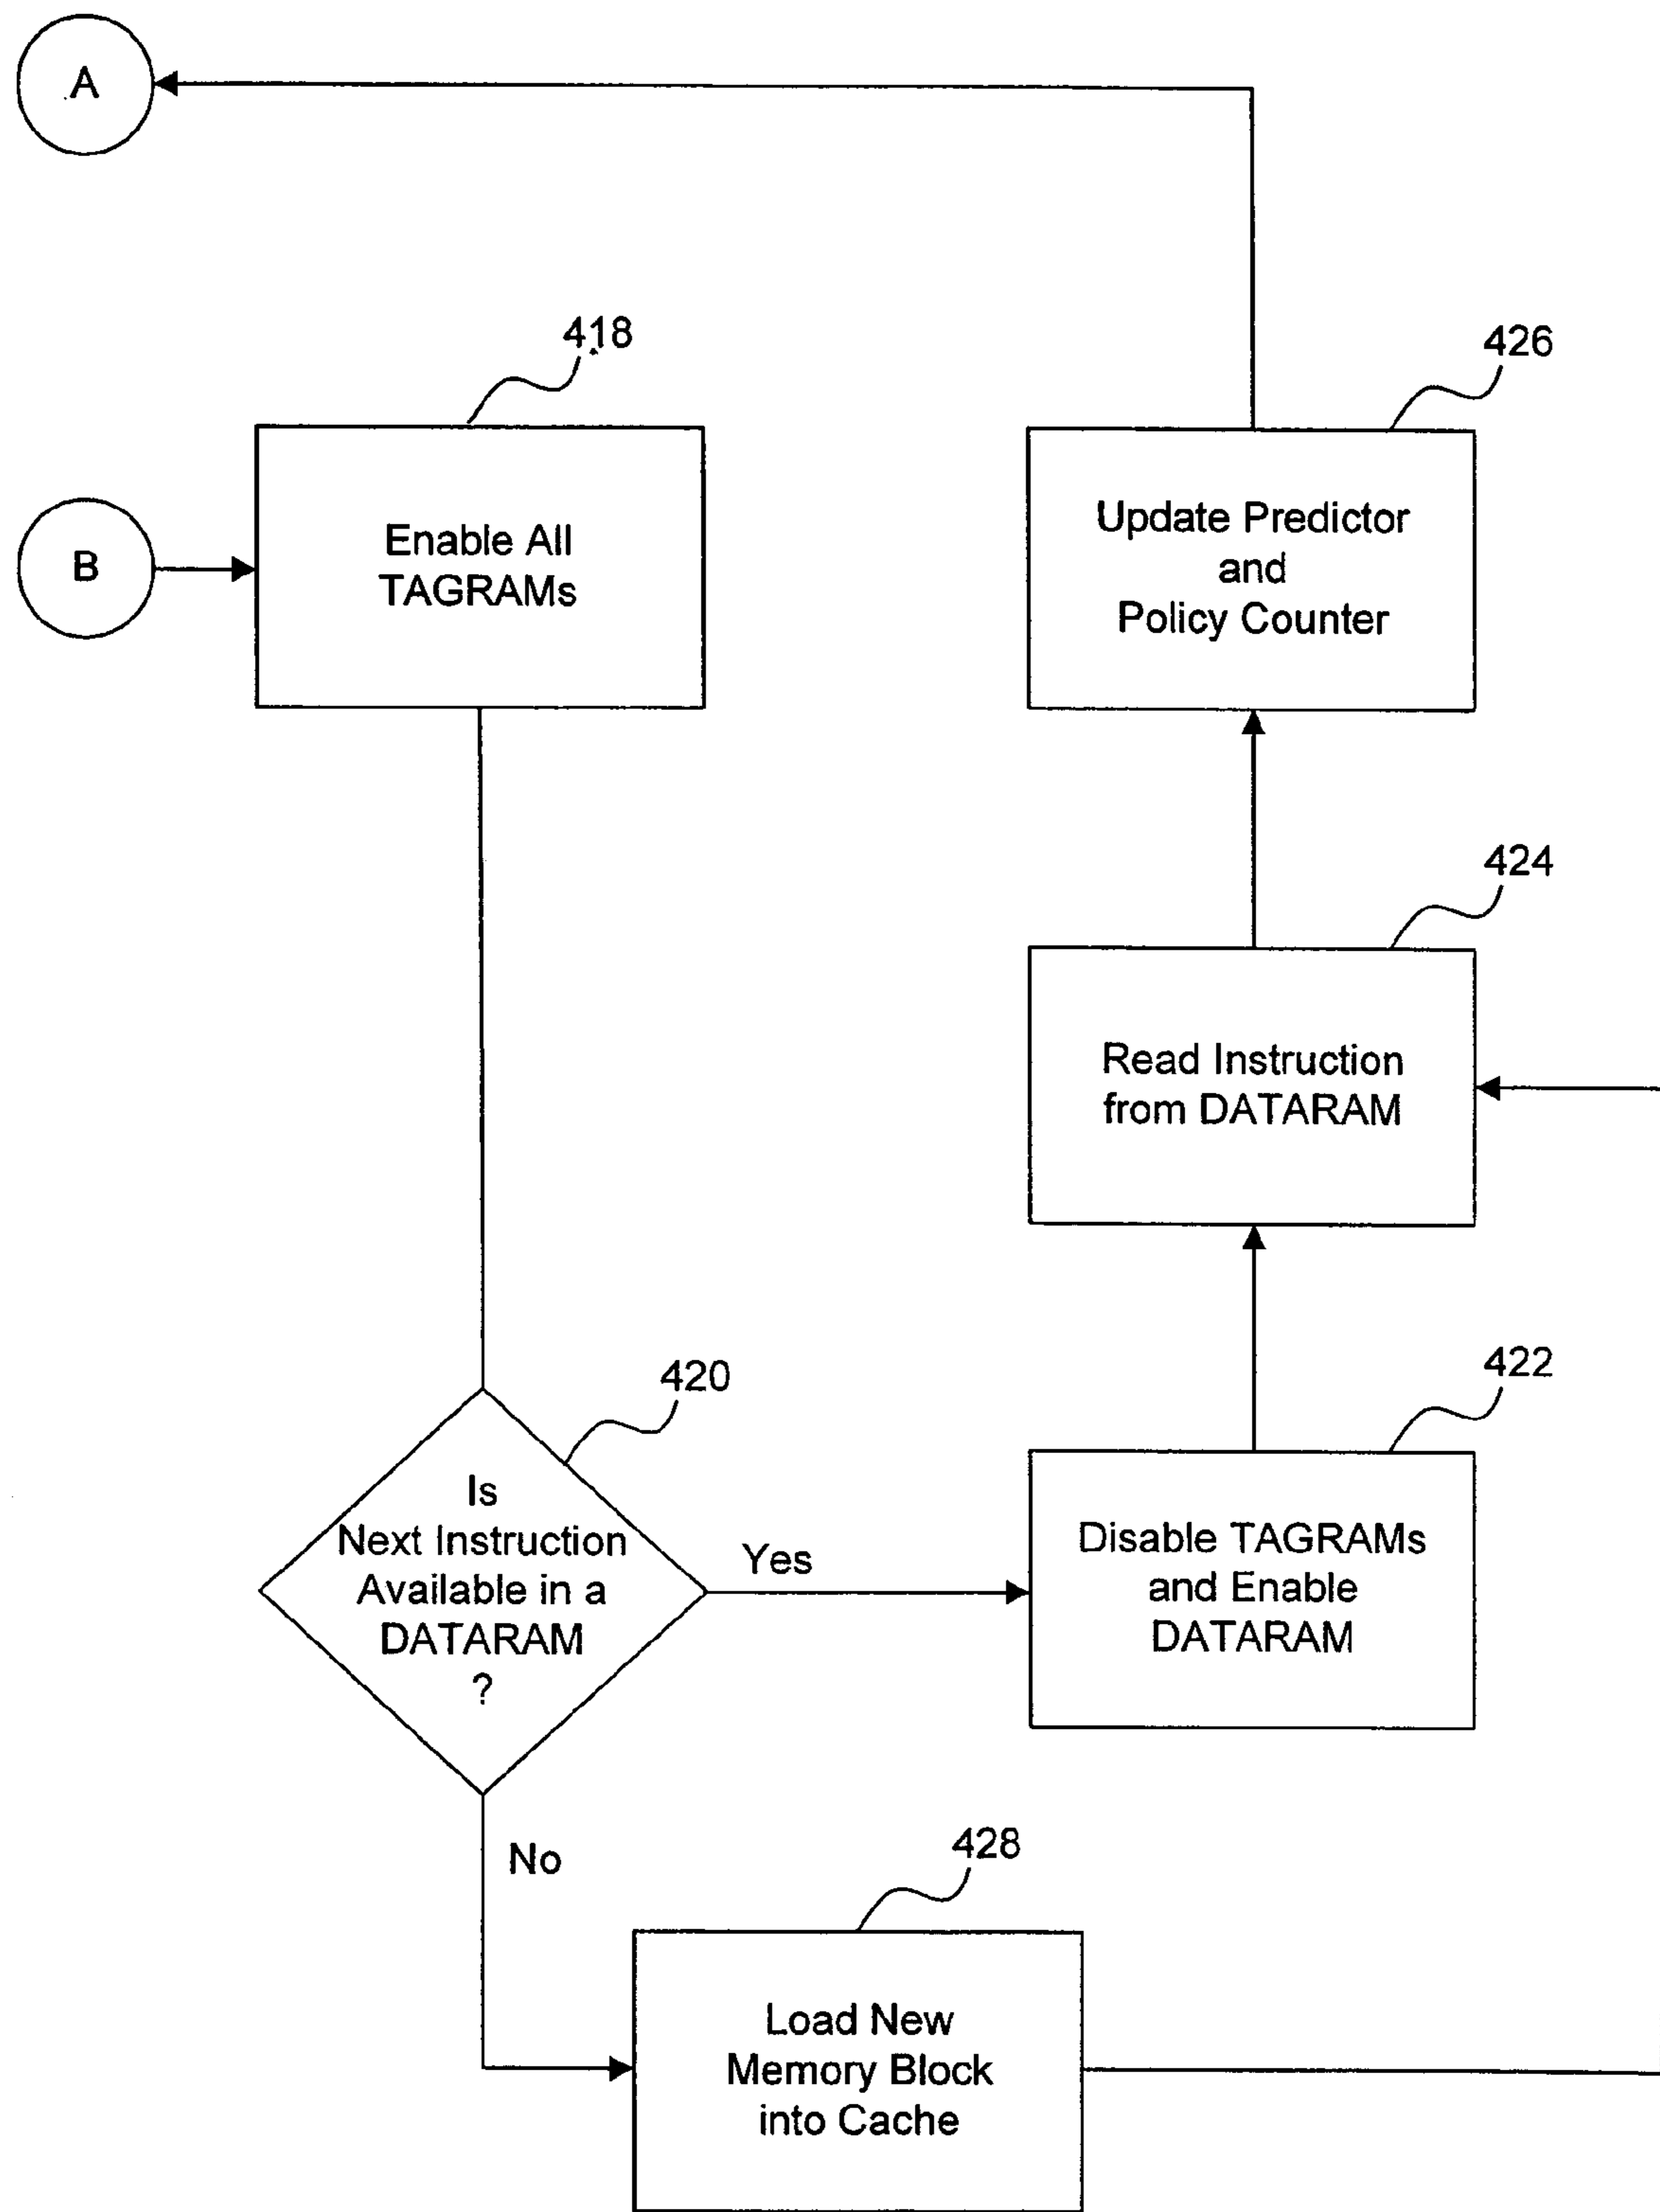 A
418
426
B
Enable All
TAGRAMs
Update Predictor
and
Policy Counter
424
Read Instruction
from DATARAM
420
422
Is
Next Instruction
Available in a
DATARAM
?
Yes
Disable TAGRAMs
and Enable
DATARAM
No
428
Load New
Memory Block
into Cache